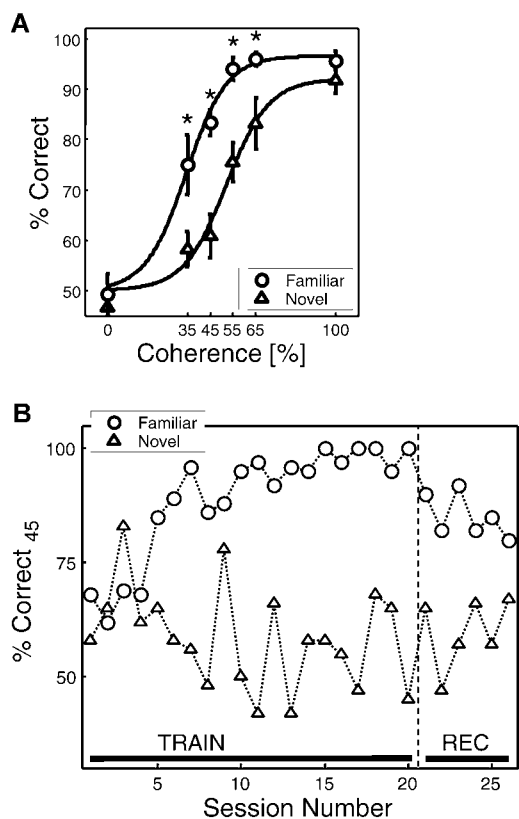 A
100
90
80
70
60
50
% Correct
* * * *
Familiar
Novel
0 35 45 55 65 100
Coherence [%]
B
Familiar
Novel
100
75
50
% Correct 45
TRAIN REC
5 10 15 20 25
Session Number